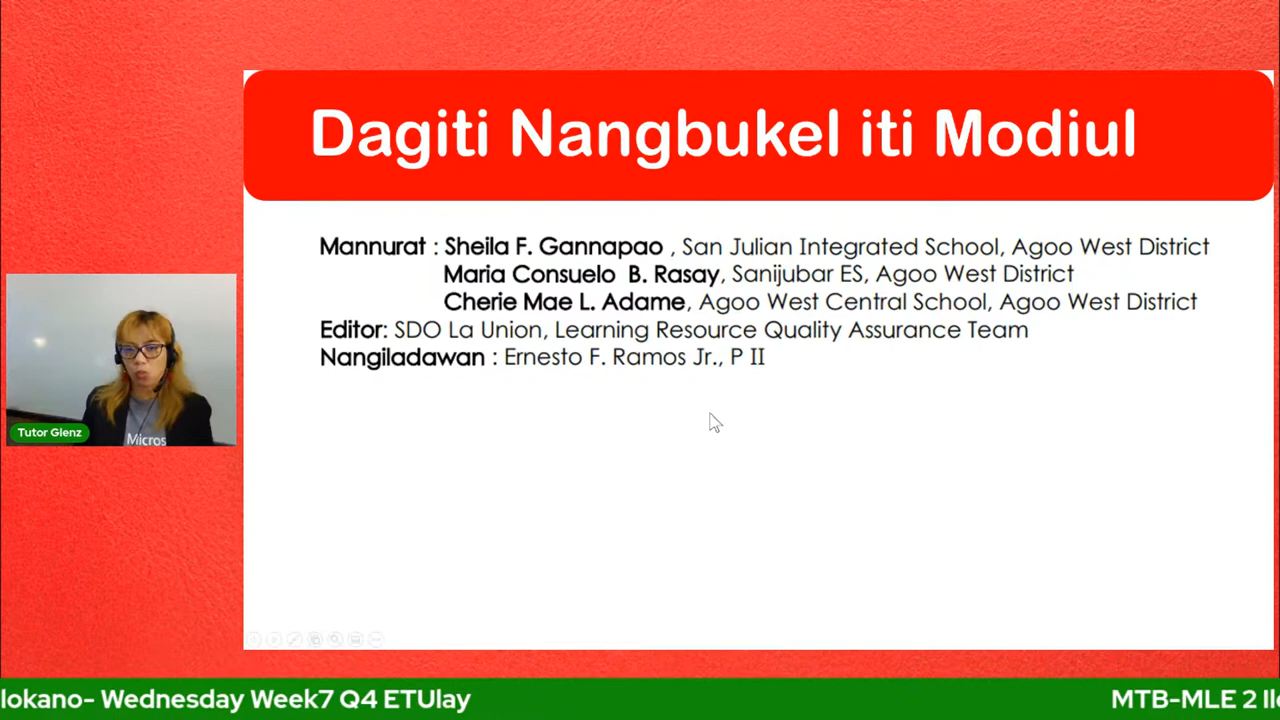 Dagiti Nangbukel iti Modiul
Mannurat : Sheila F. Gannapao , San Julian Integrated School, Agoo West District
Maria Consuelo B. Rasay, Sanijubar ES, Agoo West District
Cherie Mae L. Adame, Agoo West Central School, Agoo West District
Editor: SDO La Union, Learning Resource Quality Assurance Team
Nangiladawan : Ernesto F. Ramos Jr., P II
Micros
Tutor Glenz
lokano- Wednesday Week7 Q4 ETUlay
MTB-MLE 2 Ilo